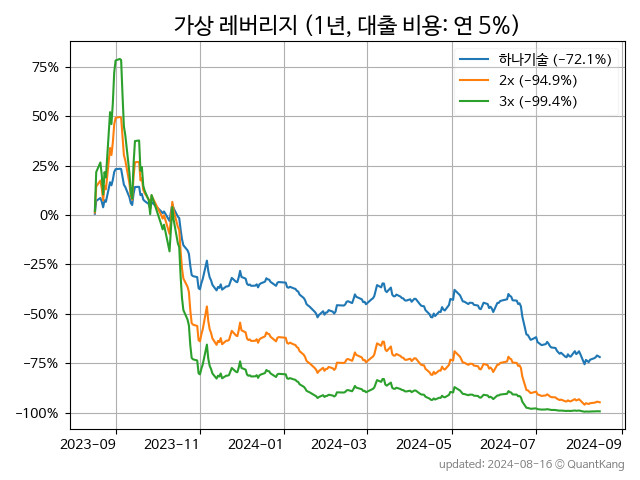 가상 레버리지 (1년, 대출 비용: 연 5%)
하나기술 (-72.1%)
2x (-94.9%)
3x (-99.4%)
75%
50%
25%
0%
-25%
-50%
-75%
-100%
2023-09 2023-11 2024-01 2024-03 2024-05 2024-07 2024-09
updated: 2024-08-16 © QuantKang